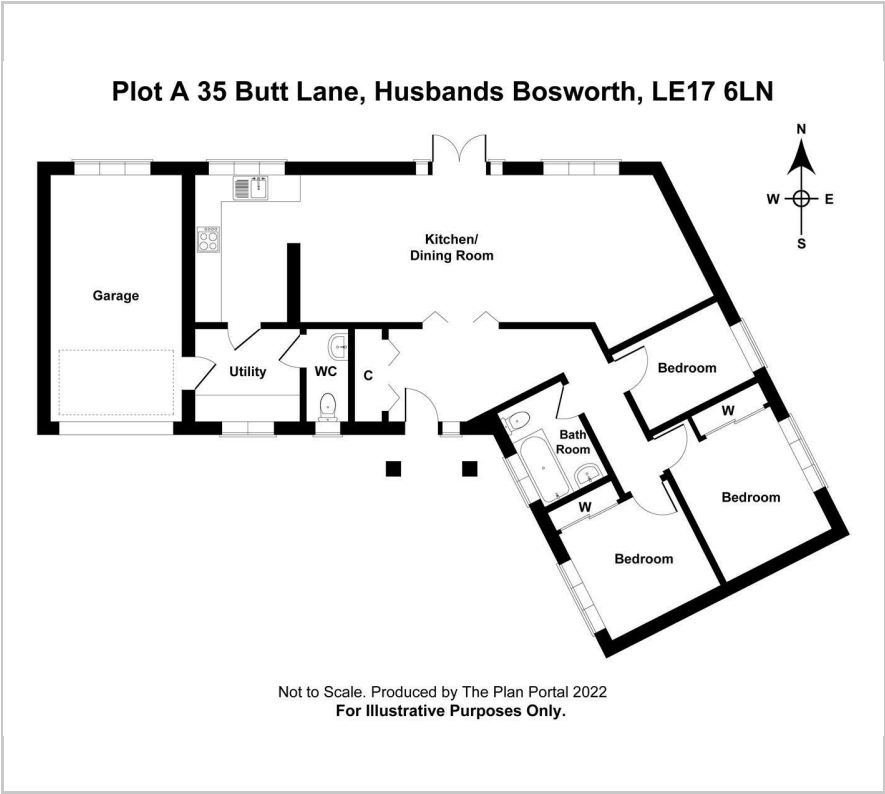 Plot A 35 Butt Lane, Husbands Bosworth, LE17 6LN
N
W E
S
Kitchen/
Dining Room
Garage
Utility
WC
C
Bedroom
W
Bath
Room
Bedroom
W
Bedroom
Not to Scale. Produced by The Plan Portal 2022
For Illustrative Purposes Only.